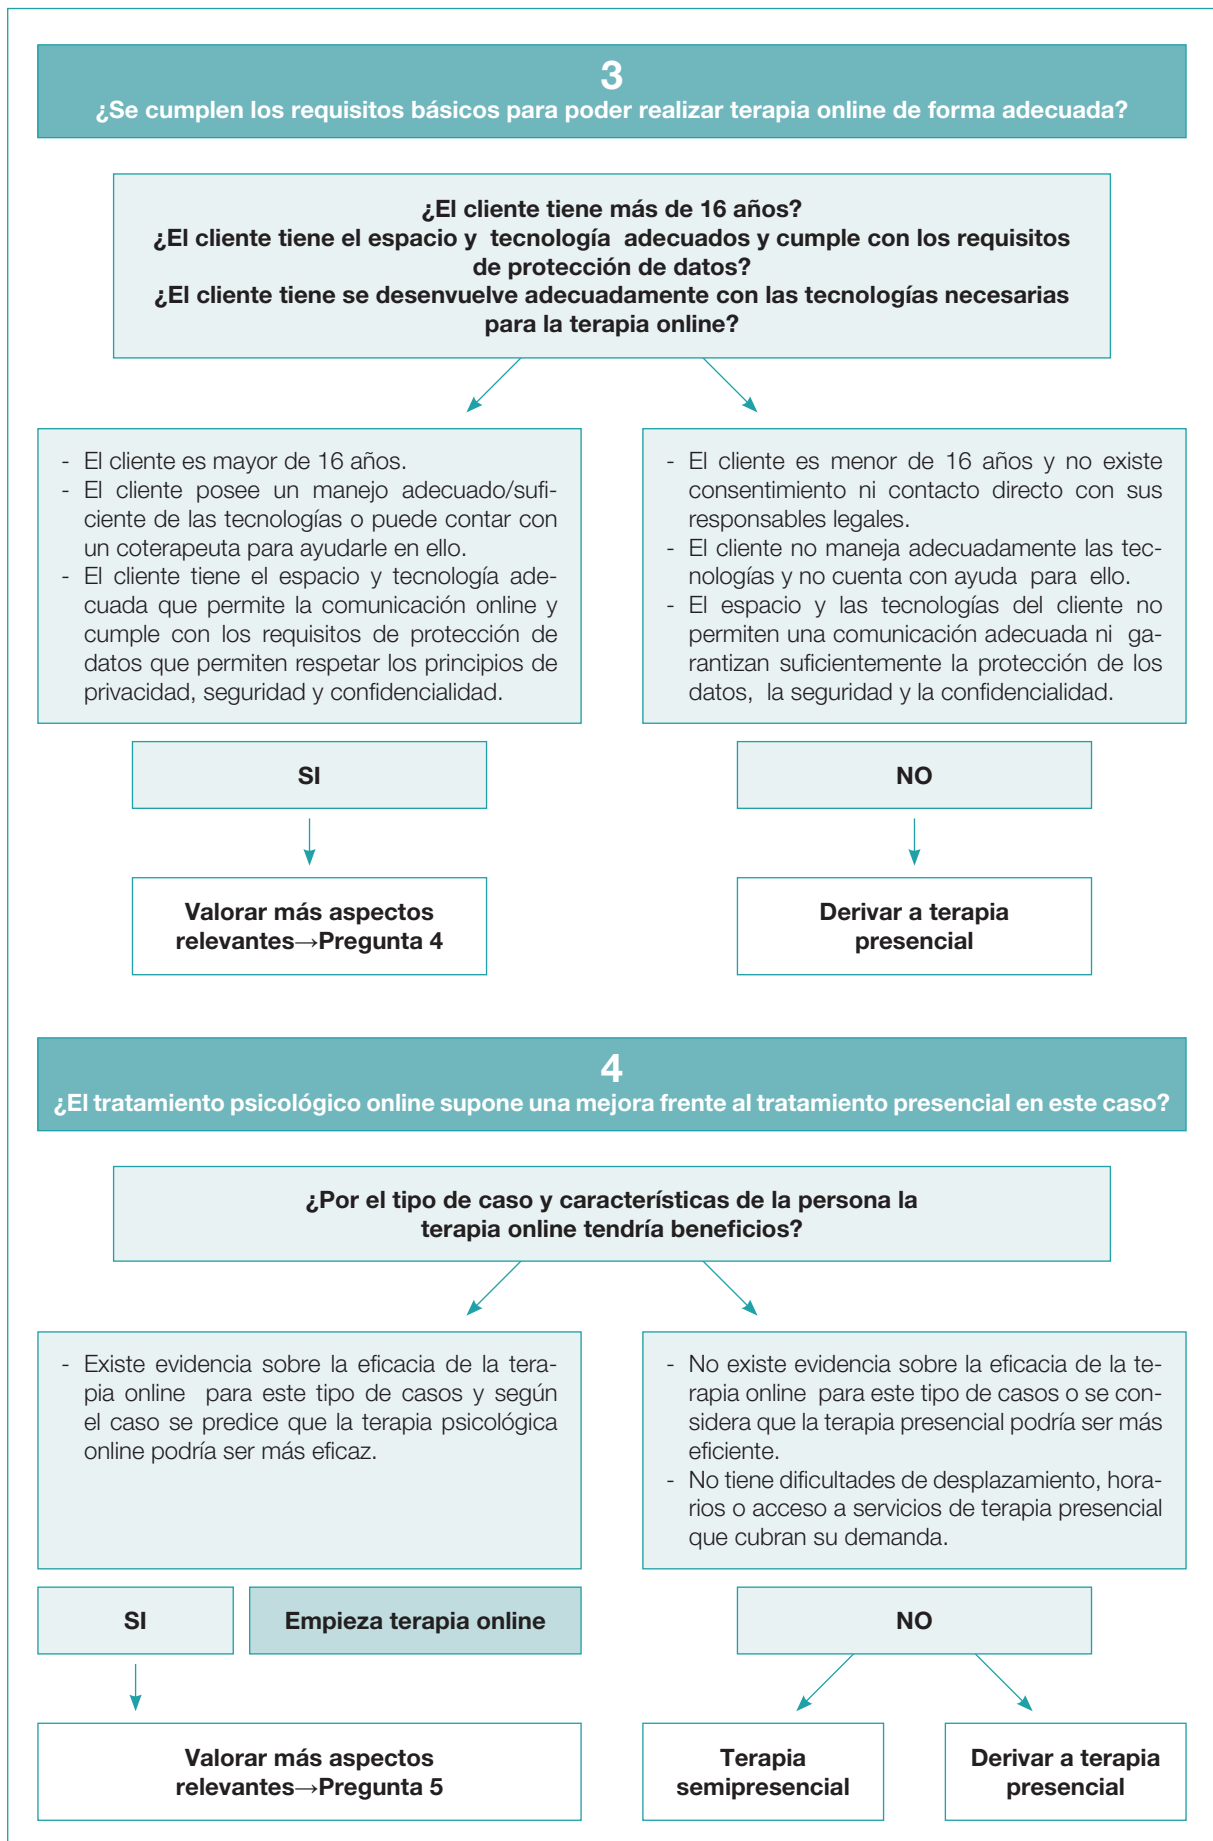 3
¿Se cumplen los requisitos básicos para poder realizar terapia online de forma adecuada?
¿El cliente tiene más de 16 años?
¿El cliente tiene el espacio y tecnología adecuados y cumple con los requisitos
de protección de datos?
¿El cliente tiene se desenvuelve adecuadamente con las tecnologías necesarias
para la terapia online?
- El cliente es mayor de 16 años.
- El cliente posee un manejo adecuado/sufi-
ciente de las tecnologías o puede contar con
un coterapeuta para ayudarle en ello.
- El cliente tiene el espacio y tecnología ade-
cuada que permite la comunicación online y
cumple con los requisitos de protección de
datos que permiten respetar los principios de
privacidad, seguridad y confidencialidad.
- El cliente es menor de 16 años y no existe
consentimiento ni contacto directo con sus
responsables legales.
- El cliente no maneja adecuadamente las tec-
nologías y no cuenta con ayuda para ello.
- El espacio y las tecnologías del cliente no
permiten una comunicación adecuada ni ga-
rantizan suficientemente la protección de los
datos, la seguridad y la confidencialidad.
SI
NO
Valorar más aspectos
relevantes→Pregunta 4
Derivar a terapia
presencial
4
¿El tratamiento psicológico online supone una mejora frente al tratamiento presencial en este caso?
¿Por el tipo de caso y características de la persona la
terapia online tendría beneficios?
- Existe evidencia sobre la eficacia de la tera-
pia online para este tipo de casos y según
el caso se predice que la terapia psicológica
online podría ser más eficaz.
- No existe evidencia sobre la eficacia de la te-
rapia online para este tipo de casos o se con-
sidera que la terapia presencial podría ser más
eficiente.
- No tiene dificultades de desplazamiento, hora-
rios o acceso a servicios de terapia presencial
que cubran su demanda.
SI
Empieza terapia online
NO
Valorar más aspectos
relevantes→Pregunta 5
Terapia
semipresencial
Derivar a terapia
presencial